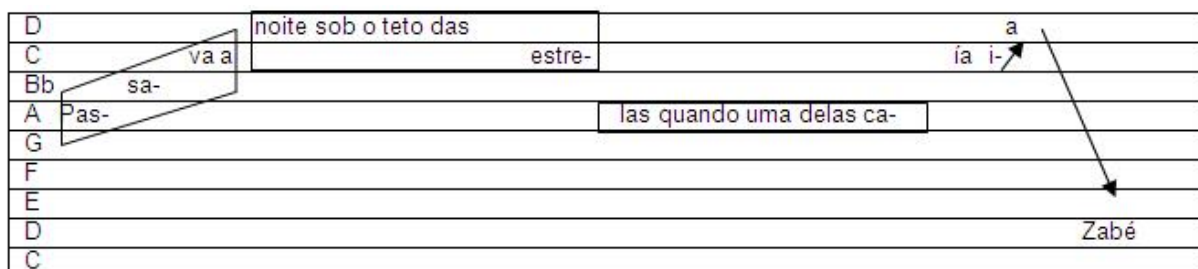 D noite sob o teto das a
C va a estre- ía i-
Bb sa-
A Pas- las quando uma delas ca-
G
F
E
D Zabé
C